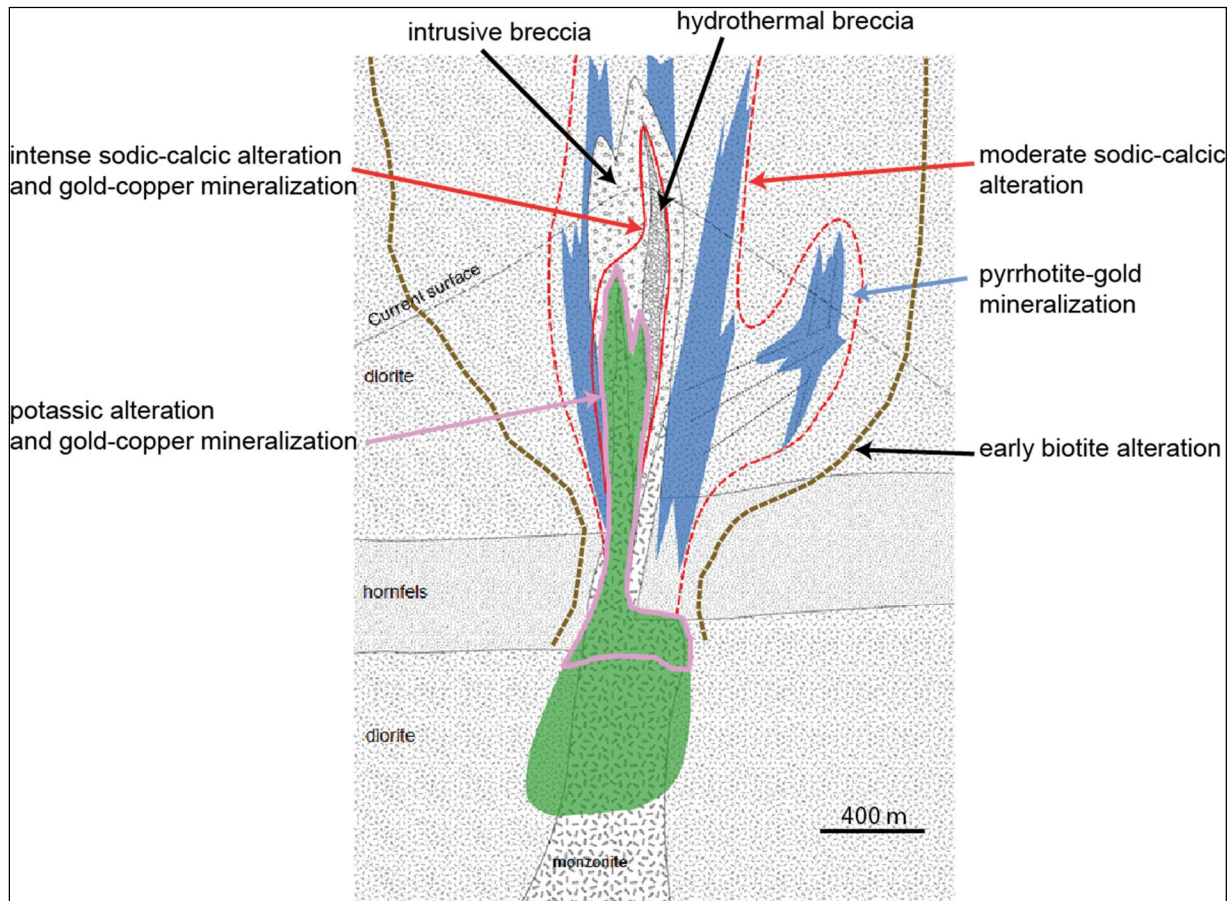 intrusive breccia
hydrothermal breccia
intense sodic-calcic alteration
and gold-copper mineralization
moderate sodic-calcic
alteration
Current surface
pyrrhotite-gold
mineralization
diorite
potassic alteration
and gold-copper mineralization
early biotite alteration
hornfels
diorite
400 m
monzonite